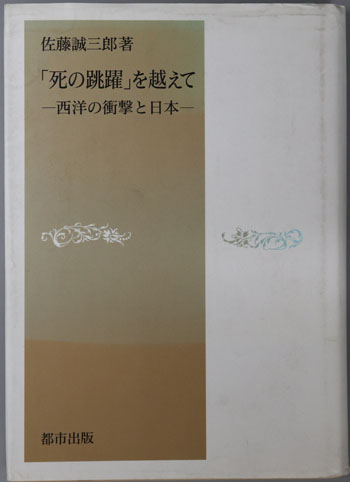 佐藤誠三郎著
「死の跳躍」を越えて
―西洋の衝撃と日本―
都市出版